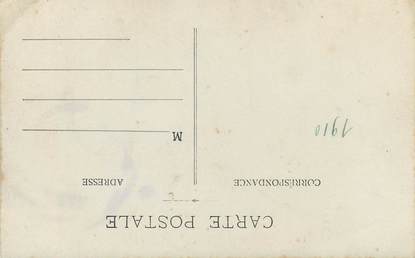 CARTE POSTALE
CORRESPONDANCE
ADRESSE
M
1910